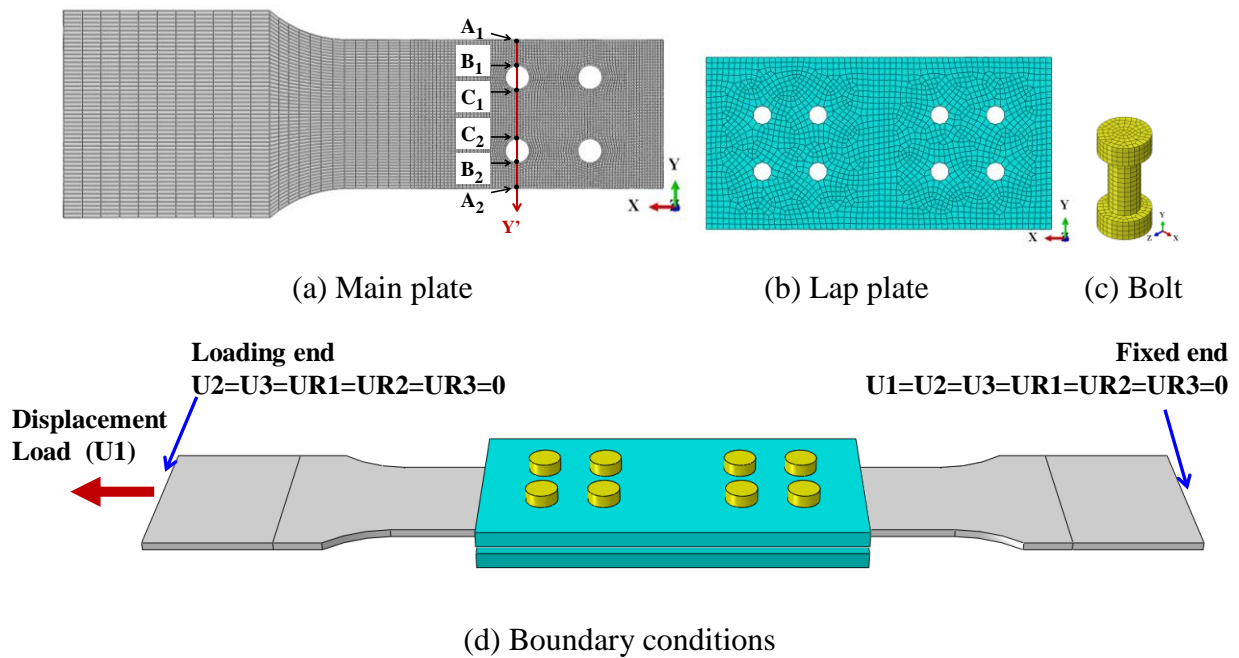 A1
B1
C1
C2
B2
A2
Y'
Y
X
Z
(a) Main plate
Y
X
Z
(b) Lap plate
Y
Z
X
(c) Bolt
Loading end
U2=U3=UR1=UR2=UR3=0
Fixed end
U1=U2=U3=UR1=UR2=UR3=0
Displacement
Load (U1)
(d) Boundary conditions